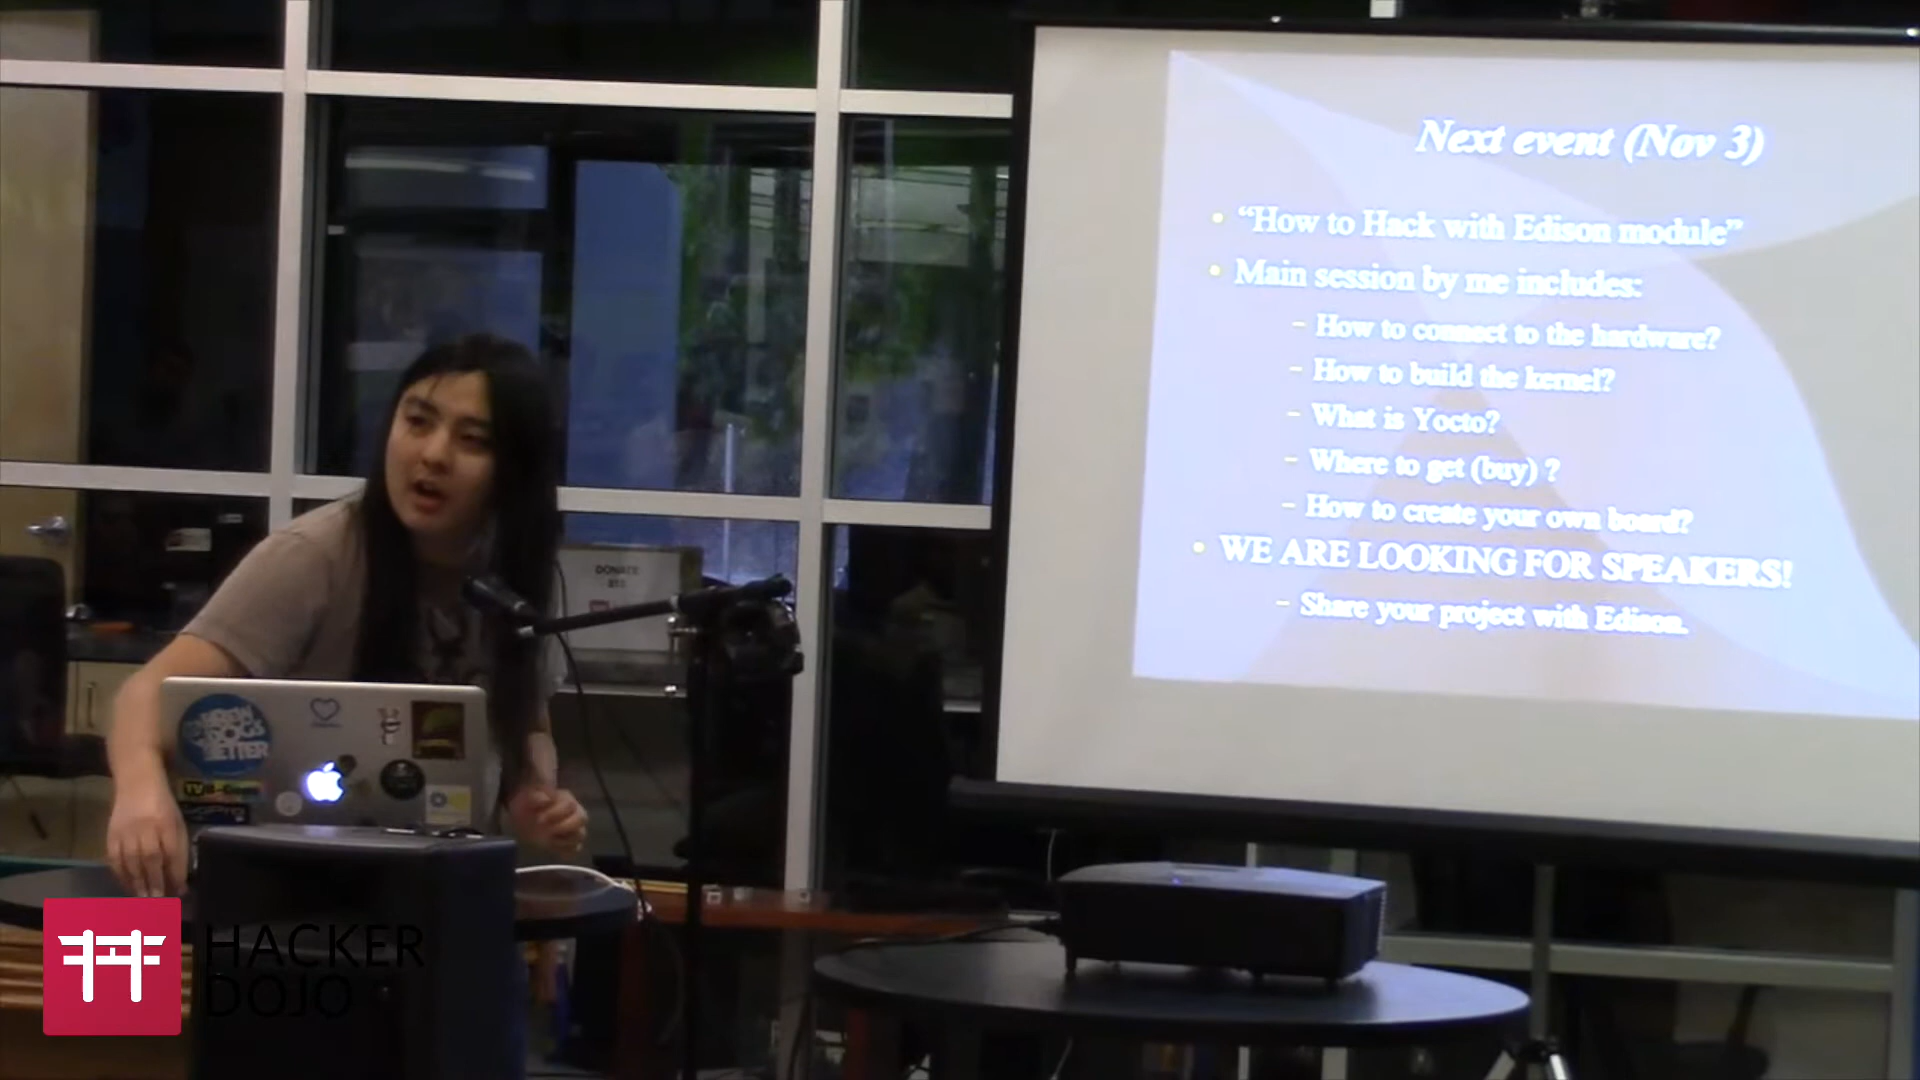 Next event (Nov 3)
“How to Hack with Edison module”
Main session by me includes:
– How to connect to the hardware?
– How to build the kernel?
– What is Yocto?
– Where to get (buy) ?
– How to create your own board?
WE ARE LOOKING FOR SPEAKERS!
– Share your project with Edison.
DONATE
BETTER
HACKER
DOJO